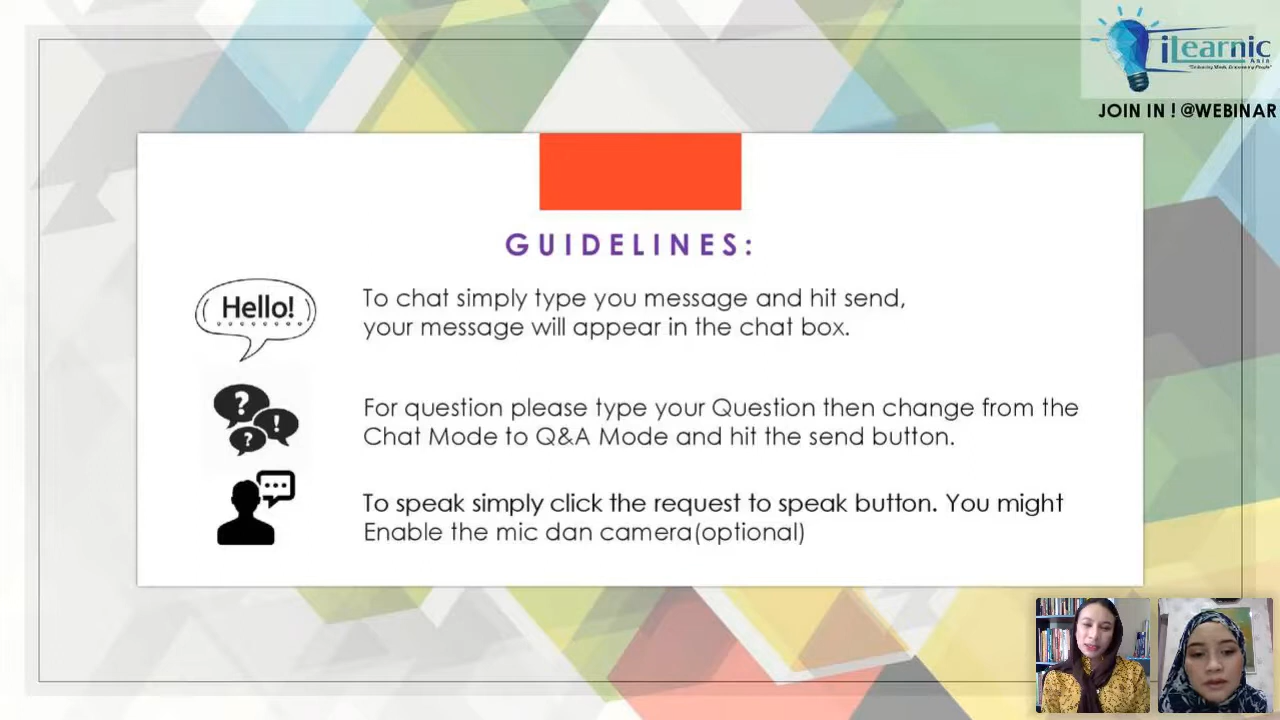 iLearnic
Asia
JOIN IN ! @WEBINAR
GUIDELINES:
Hello!
To chat simply type you message and hit send,
your message will appear in the chat box.
? ! ?
For question please type your Question then change from the
Chat Mode to Q&A Mode and hit the send button.
To speak simply click the request to speak button. You might
Enable the mic dan camera(optional)